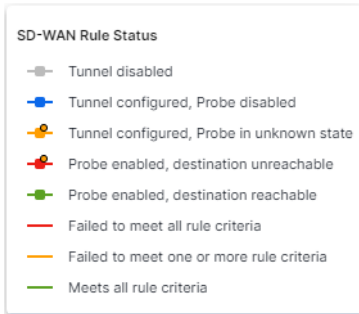 SD-WAN Rule Status
Tunnel disabled
Tunnel configured, Probe disabled
Tunnel configured, Probe in unknown state
Probe enabled, destination unreachable
Probe enabled, destination reachable
Failed to meet all rule criteria
Failed to meet one or more rule criteria
Meets all rule criteria